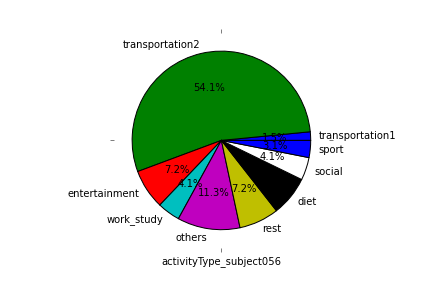 transportation2
54.1%
transportation1
sport
4.1%
social
7.2%
entertainment
4.1%
work_study
11.3%
7.2%
diet
rest
others
activityType_subject056